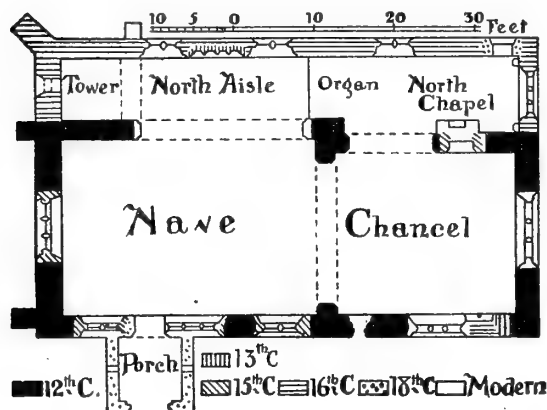 10 5 0 10 20 30 Feet
Tower North Aisle Organ North
Chapel
Nave Chancel
Porch 13th C
12th C. 15th C 16th C 18th C Modern